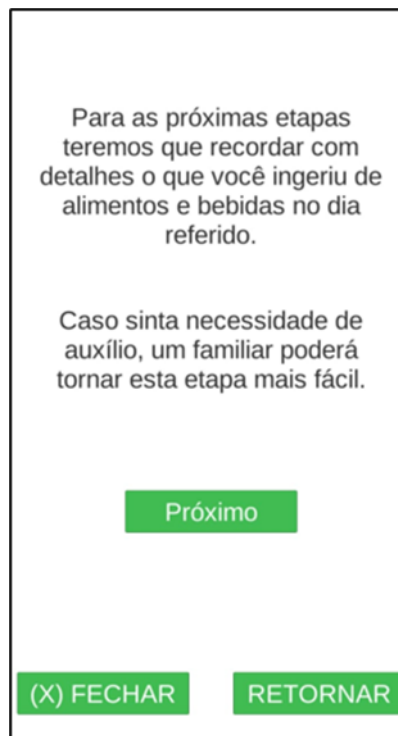 Para as próximas etapas
teremos que recordar com
detalhes o que você ingeriu de
alimentos e bebidas no dia
referido.
Caso sinta necessidade de
auxílio, um familiar poderá
tornar esta etapa mais fácil.
Próximo
(X) FECHAR
RETORNAR